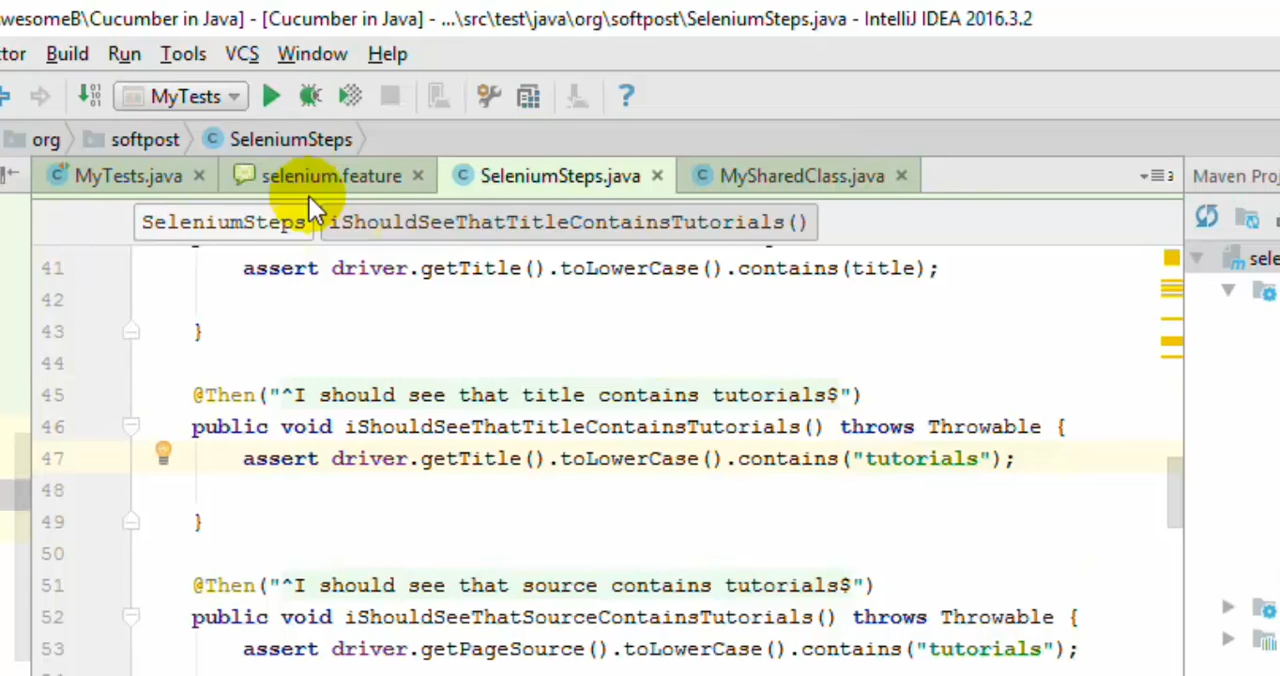 wesomeB\Cucumber in Java] - [Cucumber in Java] - ...\src\test\java\org\softpost\SeleniumSteps.java - IntelliJ IDEA 2016.3.2
tor Build Run Tools VCS Window Help
MyTests
org softpost SeleniumSteps
MyTests.java selenium.feature SeleniumSteps.java MySharedClass.java 3 Maven Proj
SeleniumSteps iShouldSeeThatTitleContainsTutorials()
41 assert driver.getTitle().toLowerCase().contains(title);
sele
42
43 }
44
45 @Then("^I should see that title contains tutorials$")
46 public void iShouldSeeThatTitleContainsTutorials() throws Throwable {
47 assert driver.getTitle().toLowerCase().contains("tutorials");
48
49 }
50
51 @Then("^I should see that source contains tutorials$")
52 public void iShouldSeeThatSourceContainsTutorials() throws Throwable {
53 assert driver.getPageSource().toLowerCase().contains("tutorials");